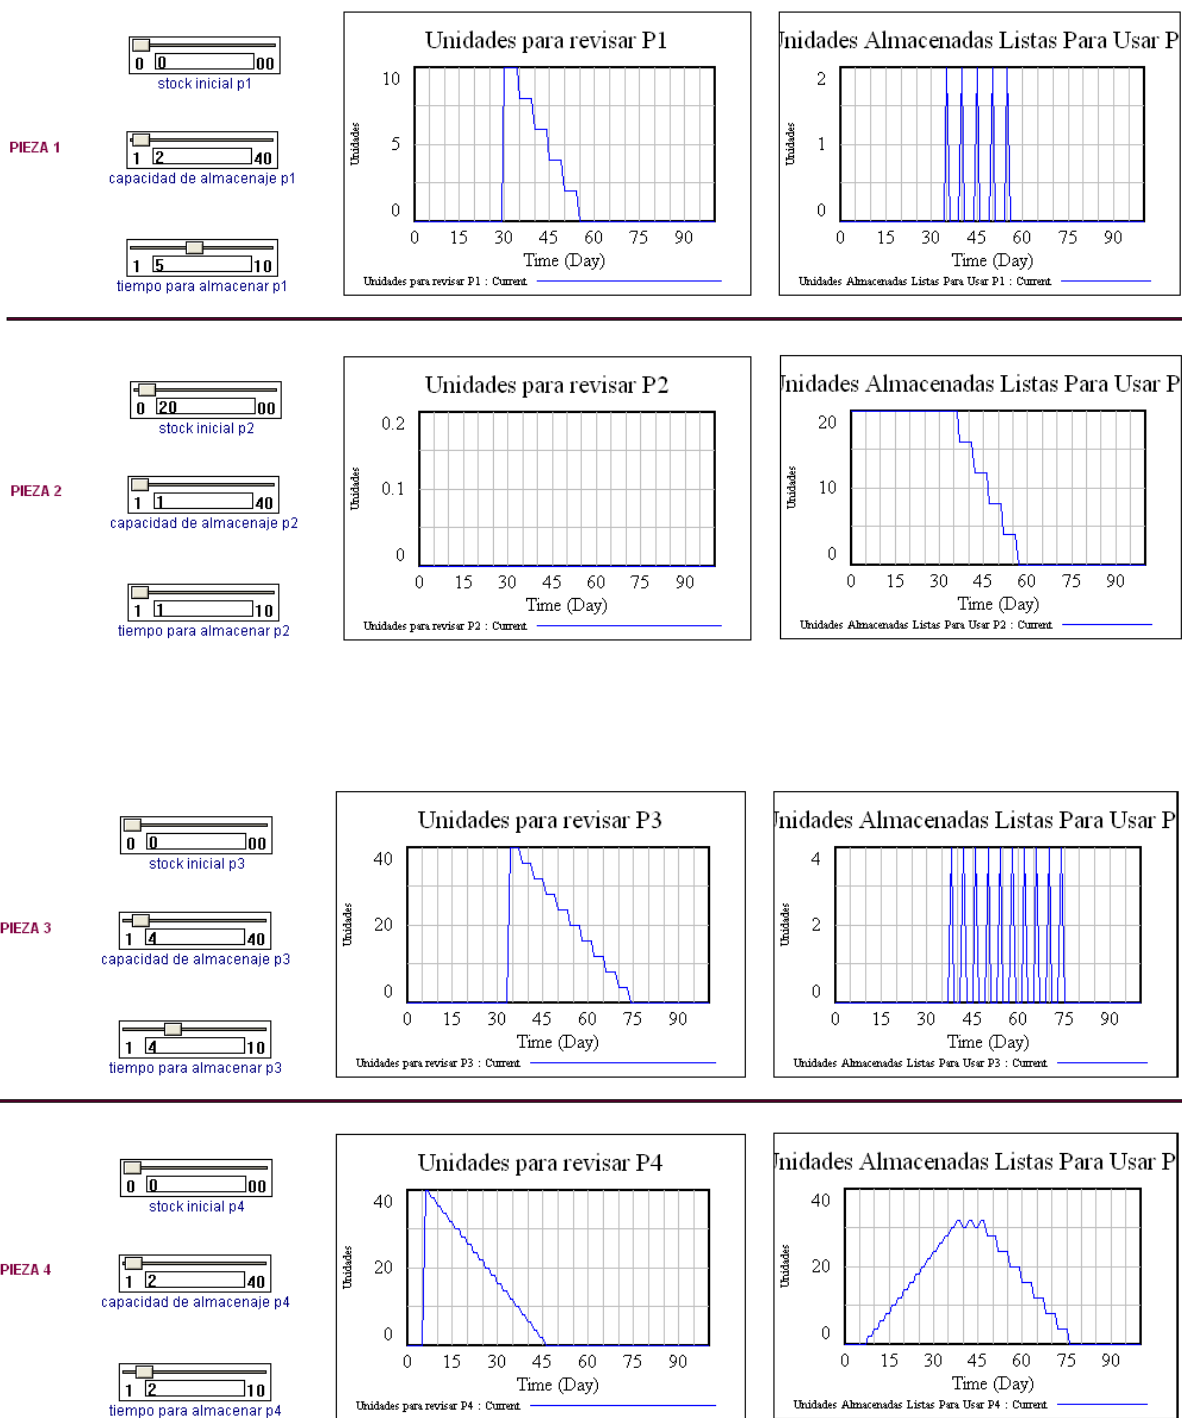 Unidades para revisar P1
Unidades Almacenadas Listas Para Usar P
0 0 00
stock inicial p1
PIEZA 1
1 2 40
capacidad de almacenaje p1
1 5 10
tiempo para almacenar p1
10
5
0
Unidades
0 15 30 45 60 75 90
Time (Day)
Unidades para revisar P1 : Current
2
1
0
Unidades
0 15 30 45 60 75 90
Time (Day)
Unidades Almacenadas Listas Para Usar P1 : Current
Unidades para revisar P2
Unidades Almacenadas Listas Para Usar P
0 20 00
stock inicial p2
PIEZA 2
1 1 40
capacidad de almacenaje p2
1 1 10
tiempo para almacenar p2
0.2
0.1
0
Unidades
0 15 30 45 60 75 90
Time (Day)
Unidades para revisar P2 : Current
20
10
0
Unidades
0 15 30 45 60 75 90
Time (Day)
Unidades Almacenadas Listas Para Usar P2 : Current
Unidades para revisar P3
Unidades Almacenadas Listas Para Usar P
0 0 00
stock inicial p3
PIEZA 3
1 4 40
capacidad de almacenaje p3
1 4 10
tiempo para almacenar p3
40
20
0
Unidades
0 15 30 45 60 75 90
Time (Day)
Unidades para revisar P3 : Current
4
2
0
Unidades
0 15 30 45 60 75 90
Time (Day)
Unidades Almacenadas Listas Para Usar P3 : Current
Unidades para revisar P4
Unidades Almacenadas Listas Para Usar P
0 0 00
stock inicial p4
PIEZA 4
1 2 40
capacidad de almacenaje p4
1 2 10
tiempo para almacenar p4
40
20
0
Unidades
0 15 30 45 60 75 90
Time (Day)
Unidades para revisar P4 : Current
40
20
0
Unidades
0 15 30 45 60 75 90
Time (Day)
Unidades Almacenadas Listas Para Usar P4 : Current